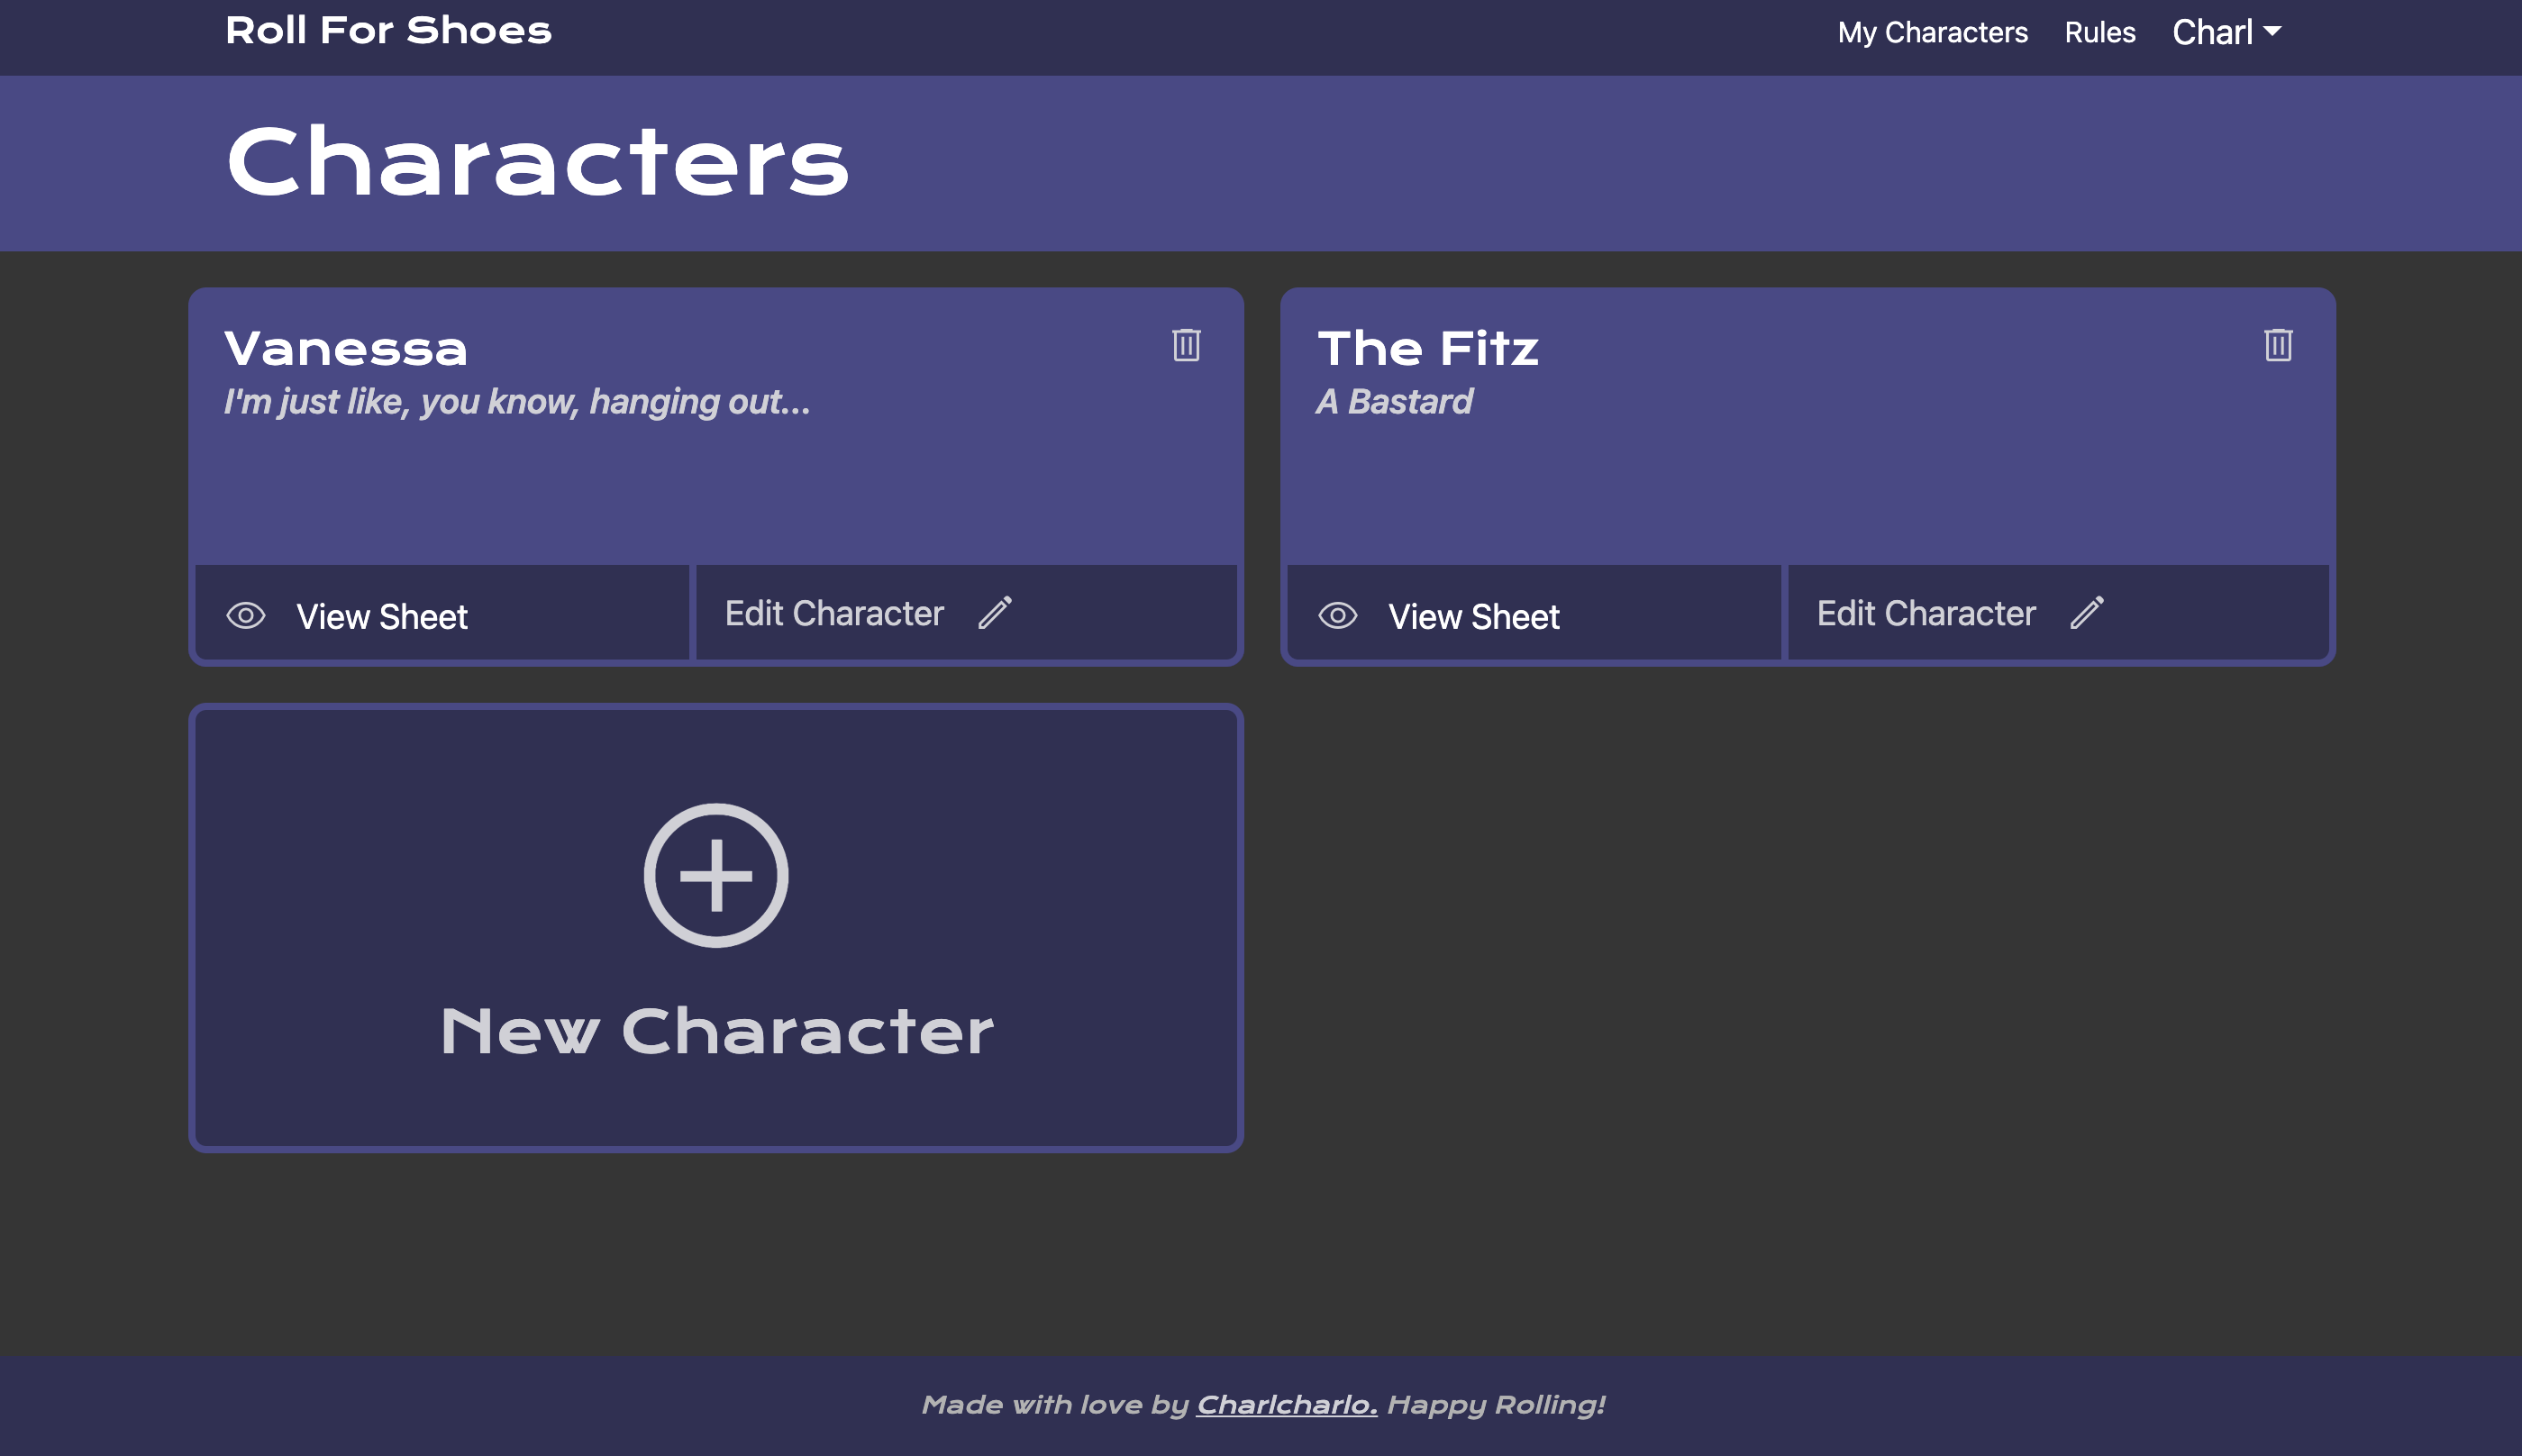 Roll For Shoes
My Characters
Rules
Charl
Characters
Vanessa
I'm just like, you know, hanging out...
View Sheet
Edit Character
The Fitz
A Bastard
View Sheet
Edit Character
New Character
Made with love by Charlcharlo. Happy Rolling!